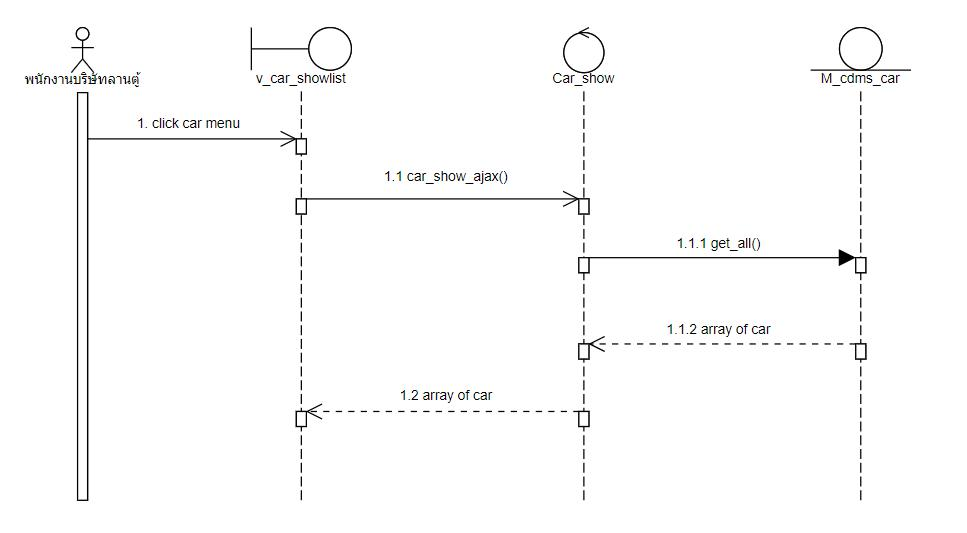 พนักงานบริษัทลานตู้
v_car_showlist
Car_show
M_cdms_car
1. click car menu
1.1 car_show_ajax()
1.1.1 get_all()
1.1.2 array of car
1.2 array of car